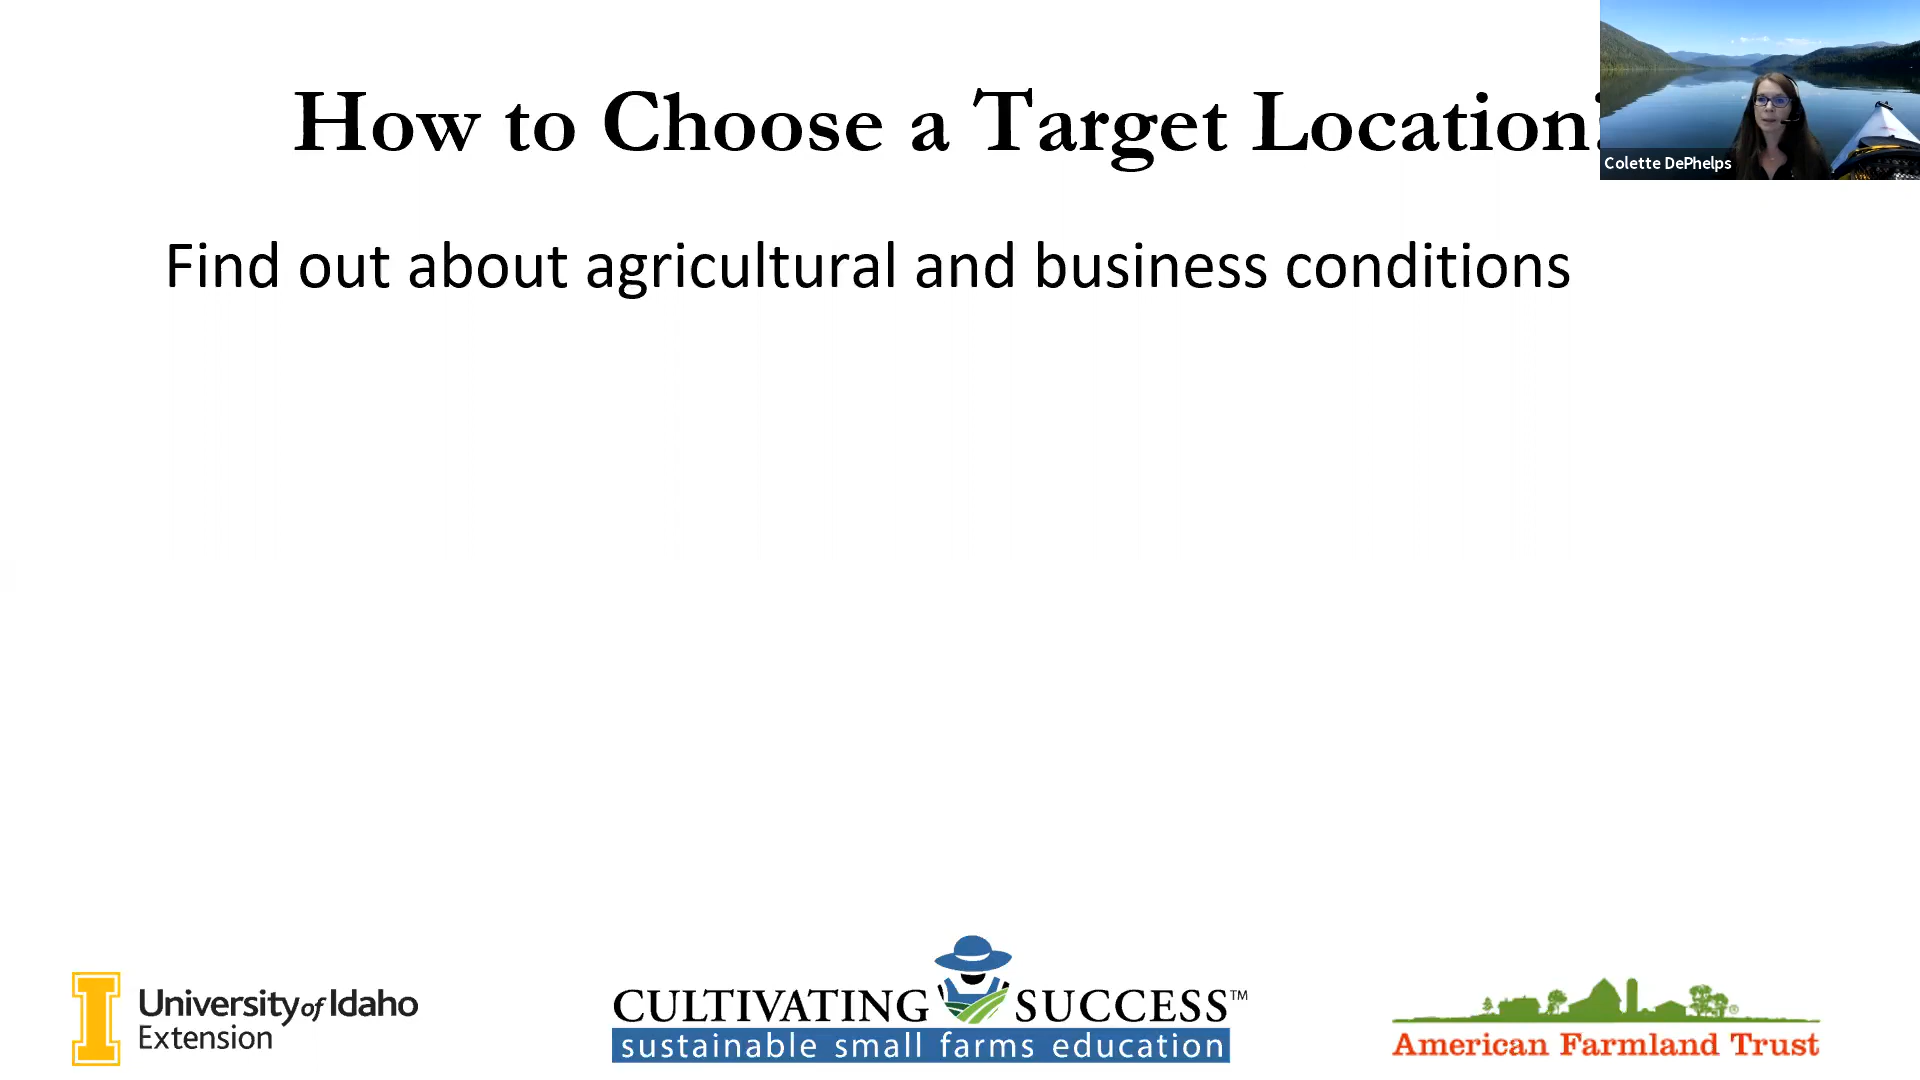 How to Choose a Target Location?
Colette DePhelps
Find out about agricultural and business conditions
University of Idaho
Extension
CULTIVATING SUCCESS™
sustainable small farms education
American Farmland Trust